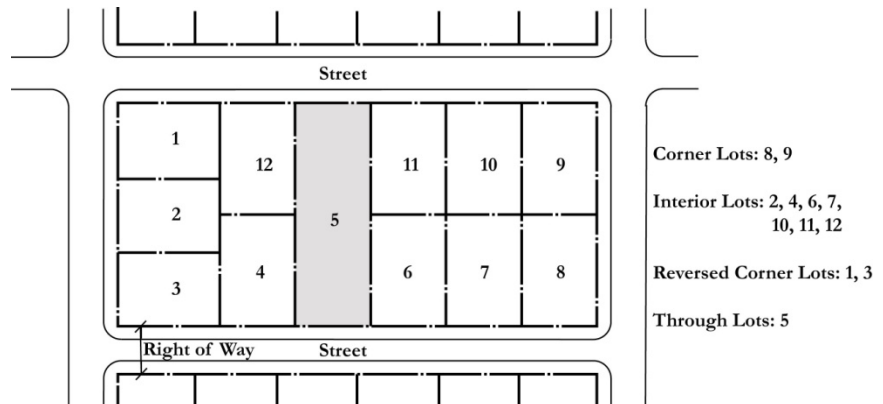 Street
1
12
11
10
9
Corner Lots: 8, 9
2
5
Interior Lots: 2, 4, 6, 7,
10, 11, 12
3
4
6
7
8
Reversed Corner Lots: 1, 3
Through Lots: 5
Right of Way
Street